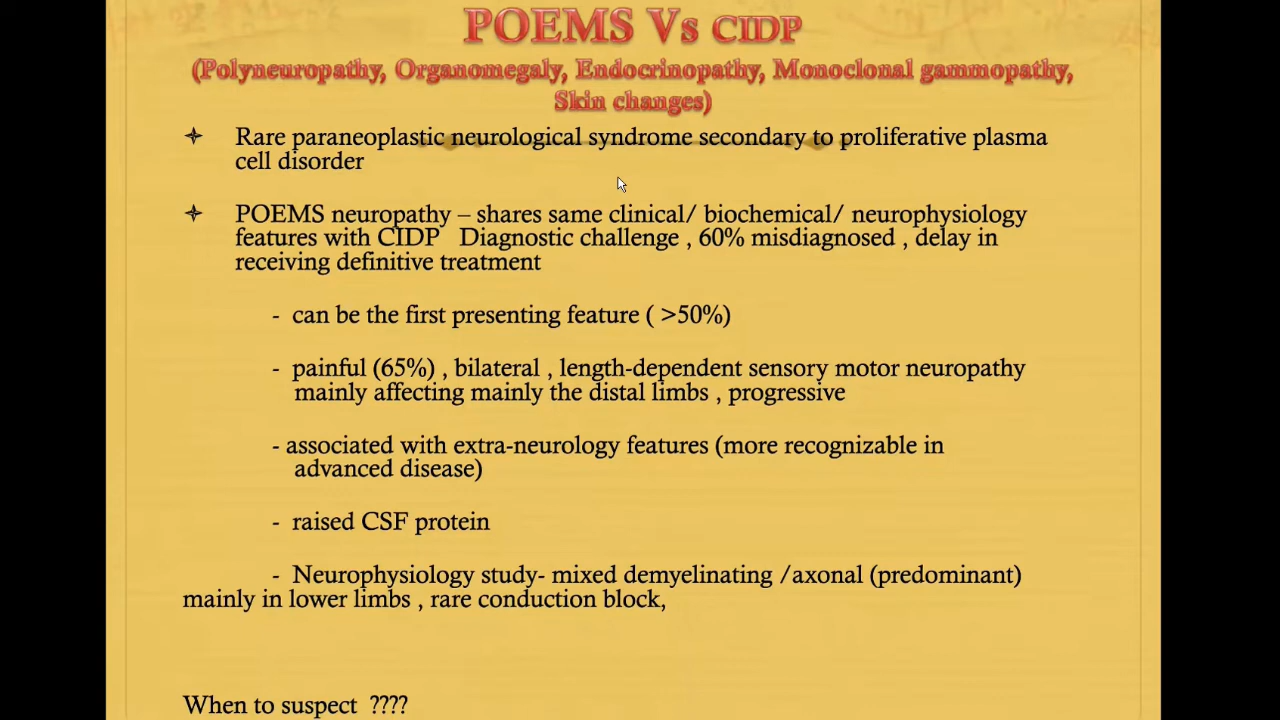 POEMS Vs CIDP
(Polyneuropathy, Organomegaly, Endocrinopathy, Monoclonal gammopathy,
Skin changes)
Rare paraneoplastic neurological syndrome secondary to proliferative plasma
cell disorder
POEMS neuropathy – shares same clinical/ biochemical/ neurophysiology
features with CIDP Diagnostic challenge , 60% misdiagnosed , delay in
receiving definitive treatment
- can be the first presenting feature ( >50%)
- painful (65%) , bilateral , length-dependent sensory motor neuropathy
mainly affecting mainly the distal limbs , progressive
- associated with extra-neurology features (more recognizable in
advanced disease)
- raised CSF protein
- Neurophysiology study- mixed demyelinating /axonal (predominant)
mainly in lower limbs , rare conduction block,
When to suspect ????